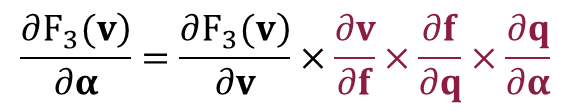 ∂F₃(𝐯)/∂𝛂 = ∂F₃(𝐯)/∂𝐯 × ∂𝐯/∂𝐟 × ∂𝐟/∂𝐪 × ∂𝐪/∂𝛂